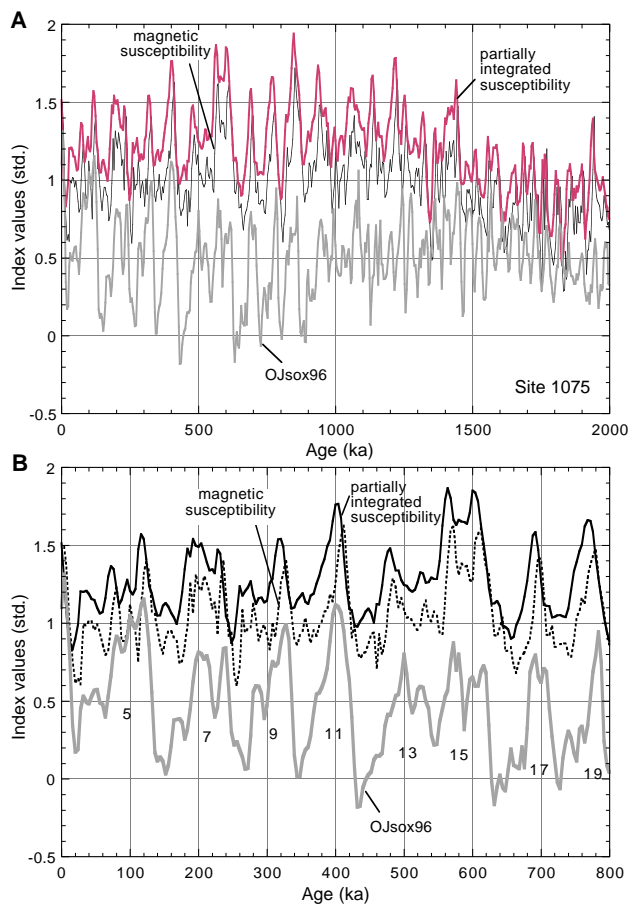 A
2
1.5
1
0.5
0
-0.5
Index values (std.)
magnetic
susceptibility
partially
integrated
susceptibility
OJsox96
Site 1075
0
500
1000
1500
2000
Age (ka)
B
2
1.5
1
0.5
0
-0.5
Index values (std.)
magnetic
susceptibility
partially
integrated
susceptibility
5
7
9
11
13
15
17
19
OJsox96
0
100
200
300
400
500
600
700
800
Age (ka)